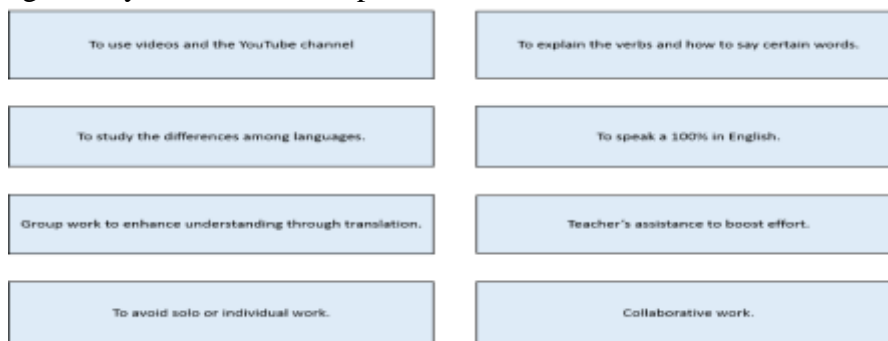 To use videos and the YouTube channel
To explain the verbs and how to say certain words.
To study the differences among languages.
To speak a 100% in English.
Group work to enhance understanding through translation.
Teacher's assistance to boost effort.
To avoid solo or individual work.
Collaborative work.